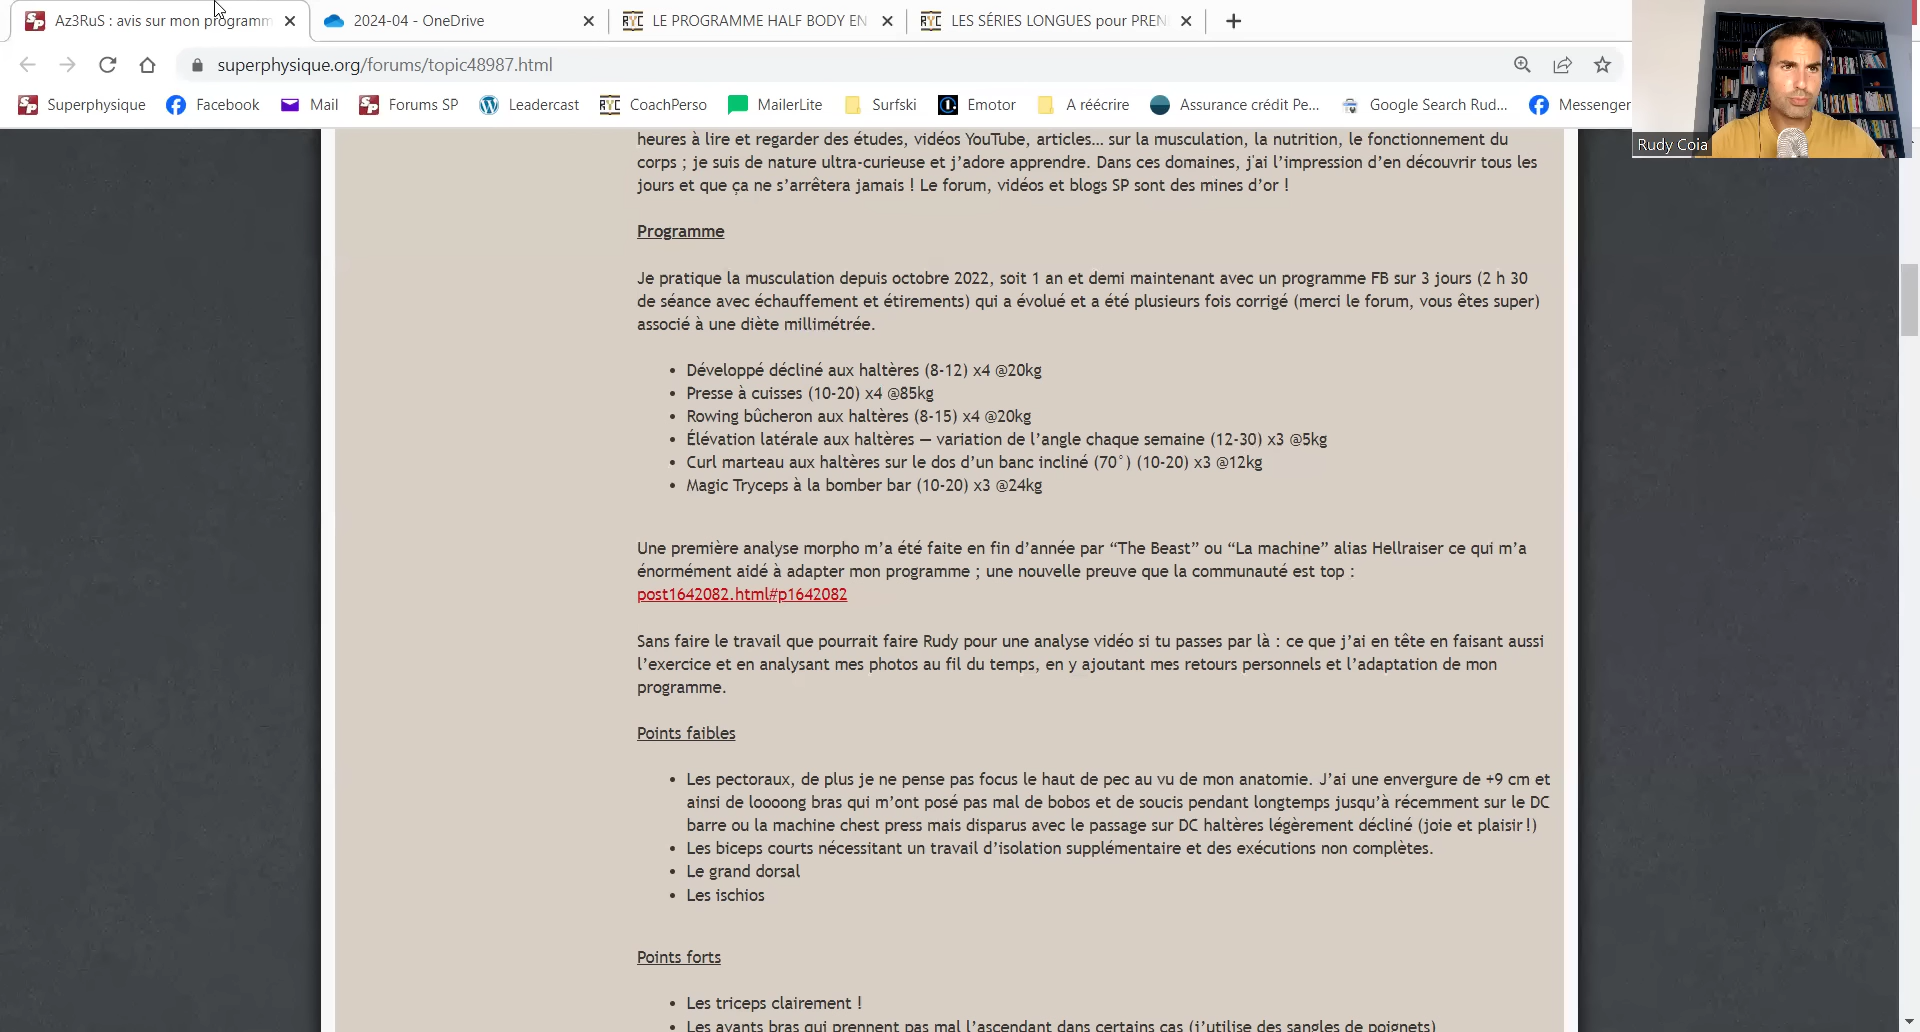 Az3RuS : avis sur mon programm
2024-04 - OneDrive
LE PROGRAMME HALF BODY EN
LES SÉRIES LONGUES pour PREN
superphysique.org/forums/topic48987.html
Superphysique
Facebook
Mail
Forums SP
Leadercast
CoachPerso
MailerLite
Surfski
Emotor
A réécrire
Assurance crédit Pe...
Google Search Rud...
Messenger
Rudy Coia
heures à lire et regarder des études, vidéos YouTube, articles... sur la musculation, la nutrition, le fonctionnement du
corps ; je suis de nature ultra-curieuse et j’adore apprendre. Dans ces domaines, j'ai l’impression d’en découvrir tous les
jours et que ça ne s’arrêtera jamais ! Le forum, vidéos et blogs SP sont des mines d’or !
Programme
Je pratique la musculation depuis octobre 2022, soit 1 an et demi maintenant avec un programme FB sur 3 jours (2 h 30
de séance avec échauffement et étirements) qui a évolué et a été plusieurs fois corrigé (merci le forum, vous êtes super)
associé à une diète millimétrée.
• Développé décliné aux haltères (8-12) x4 @20kg
• Presse à cuisses (10-20) x4 @85kg
• Rowing bûcheron aux haltères (8-15) x4 @20kg
• Élévation latérale aux haltères — variation de l’angle chaque semaine (12-30) x3 @5kg
• Curl marteau aux haltères sur le dos d’un banc incliné (70°) (10-20) x3 @12kg
• Magic Tryceps à la bomber bar (10-20) x3 @24kg
Une première analyse morpho m’a été faite en fin d’année par “The Beast” ou “La machine” alias Hellraiser ce qui m’a
énormément aidé à adapter mon programme ; une nouvelle preuve que la communauté est top :
post1642082.html#p1642082
Sans faire le travail que pourrait faire Rudy pour une analyse vidéo si tu passes par là : ce que j’ai en tête en faisant aussi
l’exercice et en analysant mes photos au fil du temps, en y ajoutant mes retours personnels et l’adaptation de mon
programme.
Points faibles
• Les pectoraux, de plus je ne pense pas focus le haut de pec au vu de mon anatomie. J’ai une envergure de +9 cm et
ainsi de loooong bras qui m’ont posé pas mal de bobos et de soucis pendant longtemps jusqu’à récemment sur le DC
barre ou la machine chest press mais disparus avec le passage sur DC haltères légèrement décliné (joie et plaisir !)
• Les biceps courts nécessitant un travail d’isolation supplémentaire et des exécutions non complètes.
• Le grand dorsal
• Les ischios
Points forts
• Les triceps clairement !
• Les avants bras qui prennent pas mal l’ascendant dans certains cas (j’utilise des sangles de poignets)